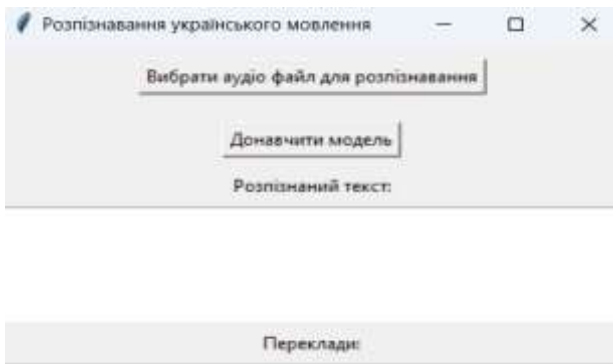 Розпізнавання українського мовлення
Вибрати аудіо файл для розпізнавання
Донавчити модель
Розпізнаний текст:
Переклади: